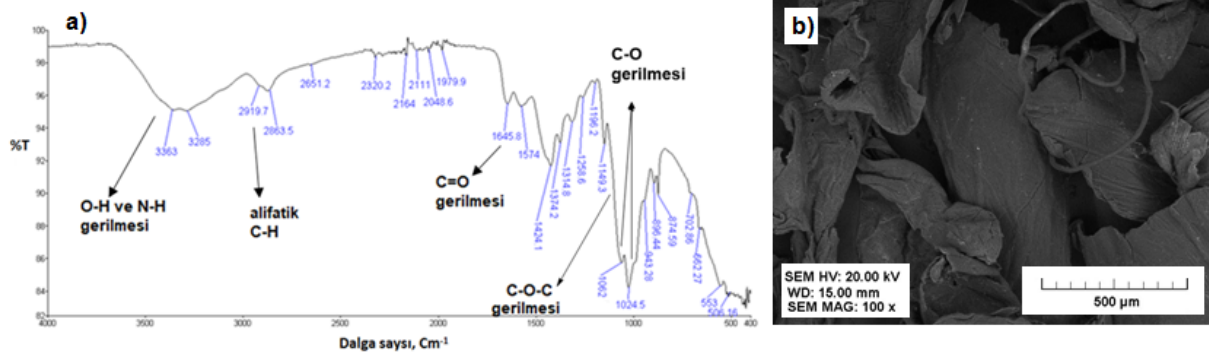 a)
100
98
96
94
92
90
88
86
84
82
%T
4000
3500
3000
2500
2000
1500
1000
500
400
Dalga saysı, Cm-1
3363
3285
2919.7
2863.5
2651.2
2320.2
2164
2111
2048.6
1979.9
1645.8
1574
1424.1
1374.2
1314.8
1258.6
1196.2
1149.3
1062
1024.5
943.28
896.44
874.59
702.86
662.27
553
506.16
O-H ve N-H
gerilmesi
alifatik
C-H
C=O
gerilmesi
C-O-C
gerilmesi
C-O
gerilmesi
b)
SEM HV: 20.00 kV
WD: 15.00 mm
SEM MAG: 100 x
500 µm